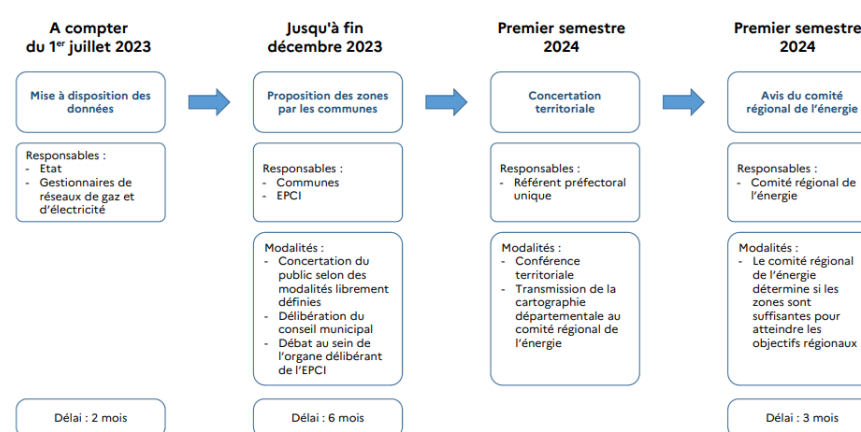 A compter
du 1er juillet 2023
Mise à disposition des
données
Responsables :
- Etat
- Gestionnaires de
réseaux de gaz et
d'électricité
Délai : 2 mois
Jusqu'à fin
décembre 2023
Proposition des zones
par les communes
Responsables :
- Communes
- EPCI
Modalités :
- Concertation du
public selon des
modalités librement
définies
- Délibération du
conseil municipal
- Débat au sein de
l'organe délibérant
de l'EPCI
Délai : 6 mois
Premier semestre
2024
Concertation
territoriale
Responsables :
- Référent préfectoral
unique
Modalités :
- Conférence
territoriale
- Transmission de la
cartographie
départementale au
comité régional de
l'énergie
Premier semestre
2024
Avis du comité
régional de l'énergie
Responsables :
- Comité régional de
l'énergie
Modalités :
- Le comité régional
de l'énergie
détermine si les
zones sont
suffisantes pour
atteindre les
objectifs régionaux
Délai : 3 mois